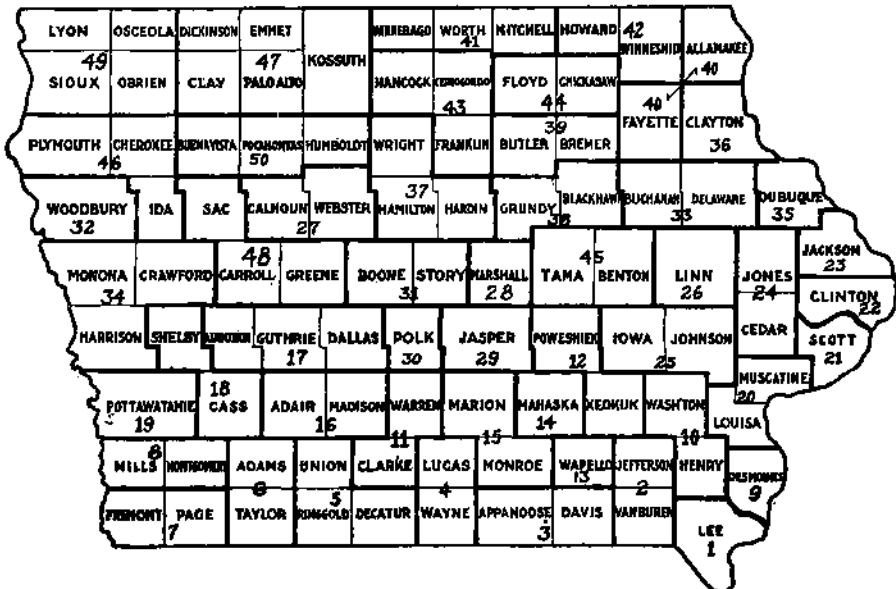 LYON OSCEOLA DICKINSON EMMET WINNEBAGO WORTH MITCHELL HOWARD 42 WINNESHIEK ALLAMAKEE
41
49 47 KOSSUTH 40
SIOUX OBRIEN CLAY PALO ALTO HANCOCK CERROGORDO FLOYD CHICKASAW
43 44 40
PLYMOUTH CHEROKEE BUENAVISTA POCAHONTAS HUMBOLDT WRIGHT FRANKLIN BUTLER 39 BREMER FAYETTE CLAYTON
46 50 36
WOODBURY IDA SAC CALHOUN WEBSTER 37 HAMILTON HARDIN GRUNDY BLACKHAWK BUCHANAN DELAWARE DUBUQUE
32 27 38 33 35
48 45 JACKSON
MONONA CRAWFORD CARROLL GREENE BOONE STORY MARSHALL TAMA BENTON LINN JONES 23
34 31 28 26 24 CLINTON 22
HARRISON SHELBY AUDUBON GUTHRIE DALLAS POLK JASPER POWESHIEK IOWA JOHNSON CEDAR SCOTT
17 30 29 12 25 21
18 MUSCATINE
POTTAWATAMIE CASS ADAIR MADISON WARREN MARION MAHASKA KEOKUK WASH'TON 20
19 16 14 LOUISA
8 11 15 10
MILLS MONTGOMERY ADAMS UNION CLARKE LUCAS MONROE WAPELLO JEFFERSON HENRY DESMOINES
6 5 4 13 2 9
FREMONT PAGE TAYLOR RINGGOLD DECATUR WAYNE APPANOOSE DAVIS VANBUREN LEE
7 3 1